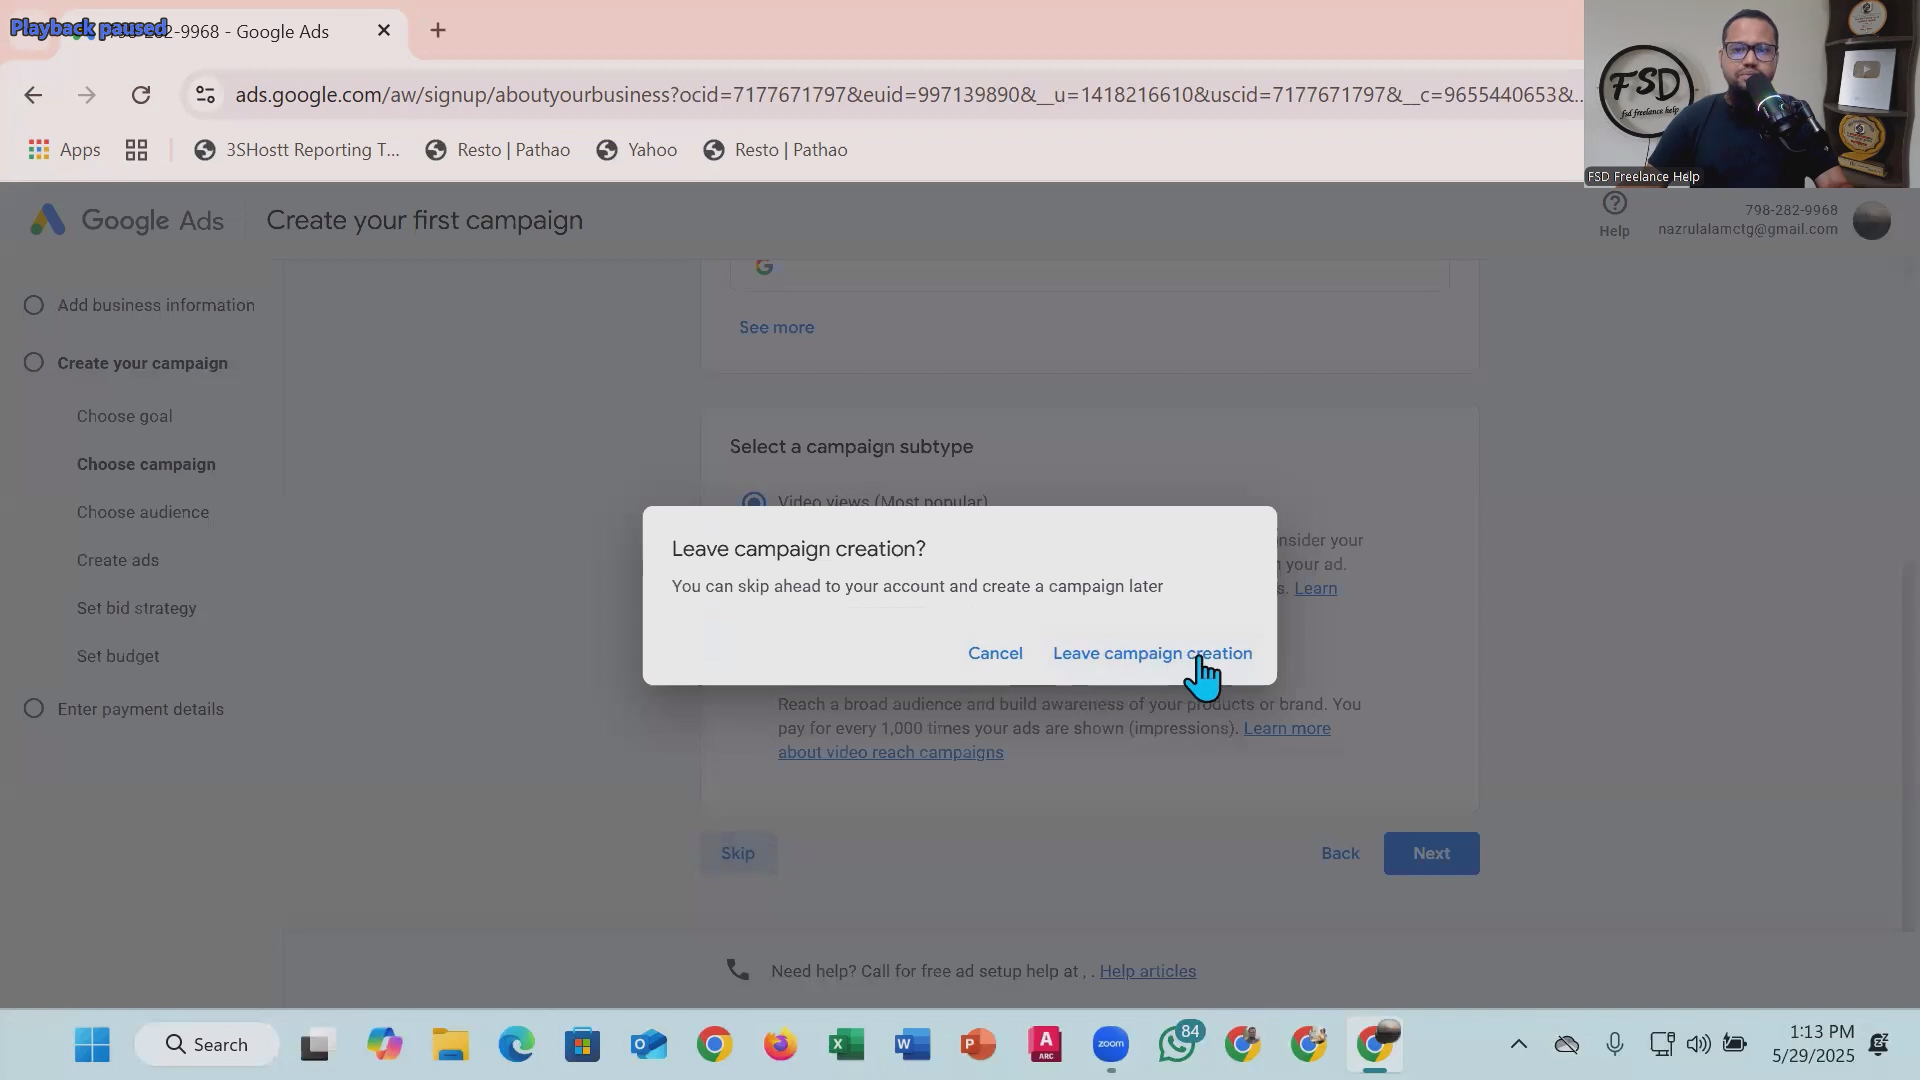 Playback paused
2-9968 - Google Ads
ads.google.com/aw/signup/aboutyourbusiness?ocid=7177671797&euid=997139890&__u=1418216610&uscid=7177671797&__c=9655440653&...
Apps
3SHostt Reporting T...
Resto | Pathao
Yahoo
Resto | Pathao
FSD
fsd freelance help
FSD Freelance Help
Google Ads
Create your first campaign
Help
798-282-9968
nazrulalamctg@gmail.com
Add business information
Create your campaign
Choose goal
Choose campaign
Choose audience
Create ads
Set bid strategy
Set budget
Enter payment details
See more
Select a campaign subtype
Video views (Most popular)
nsider your
your ad.
s. Learn
Leave campaign creation?
You can skip ahead to your account and create a campaign later
Cancel
Leave campaign creation
Reach a broad audience and build awareness of your products or brand. You
pay for every 1,000 times your ads are shown (impressions). Learn more
about video reach campaigns
Skip
Back
Next
Need help? Call for free ad setup help at , . Help articles
Search
zoom
84
1:13 PM
5/29/2025